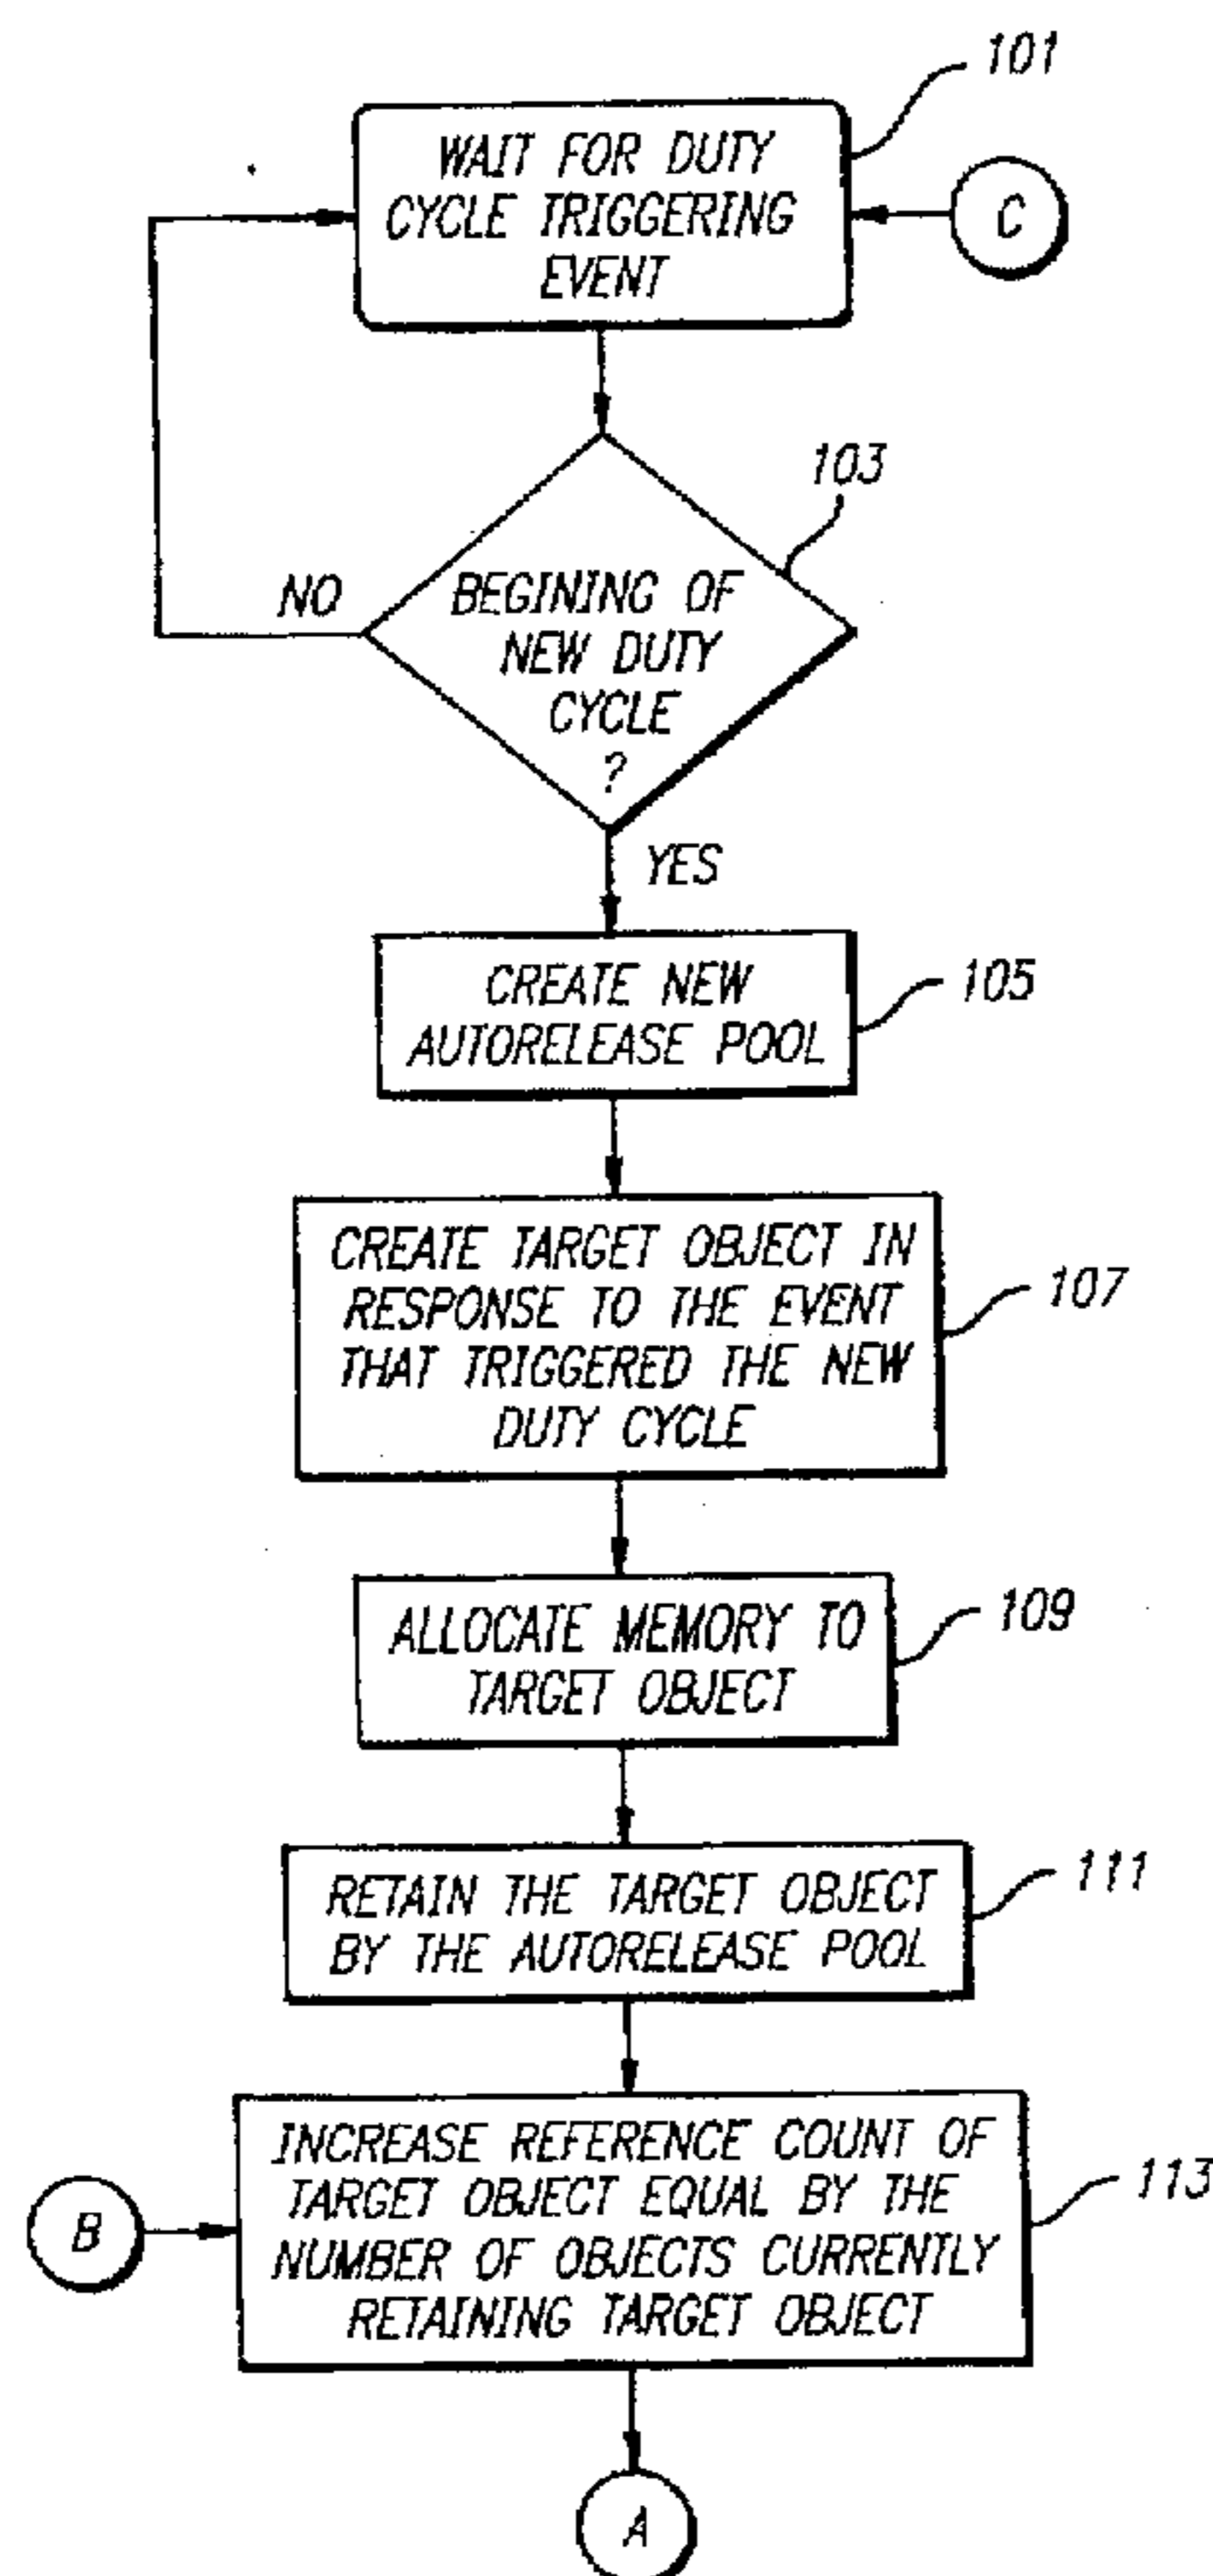 101
WAIT FOR DUTY
CYCLE TRIGGERING
EVENT
C
103
NO
BEGINING OF
NEW DUTY
CYCLE
?
YES
CREATE NEW
AUTORELEASE POOL
105
CREATE TARGET OBJECT IN
RESPONSE TO THE EVENT
THAT TRIGGERED THE NEW
DUTY CYCLE
107
ALLOCATE MEMORY TO
TARGET OBJECT
109
RETAIN THE TARGET OBJECT
BY THE AUTORELEASE POOL
111
INCREASE REFERENCE COUNT OF
TARGET OBJECT EQUAL BY THE
NUMBER OF OBJECTS CURRENTLY
RETAINING TARGET OBJECT
113
B
A